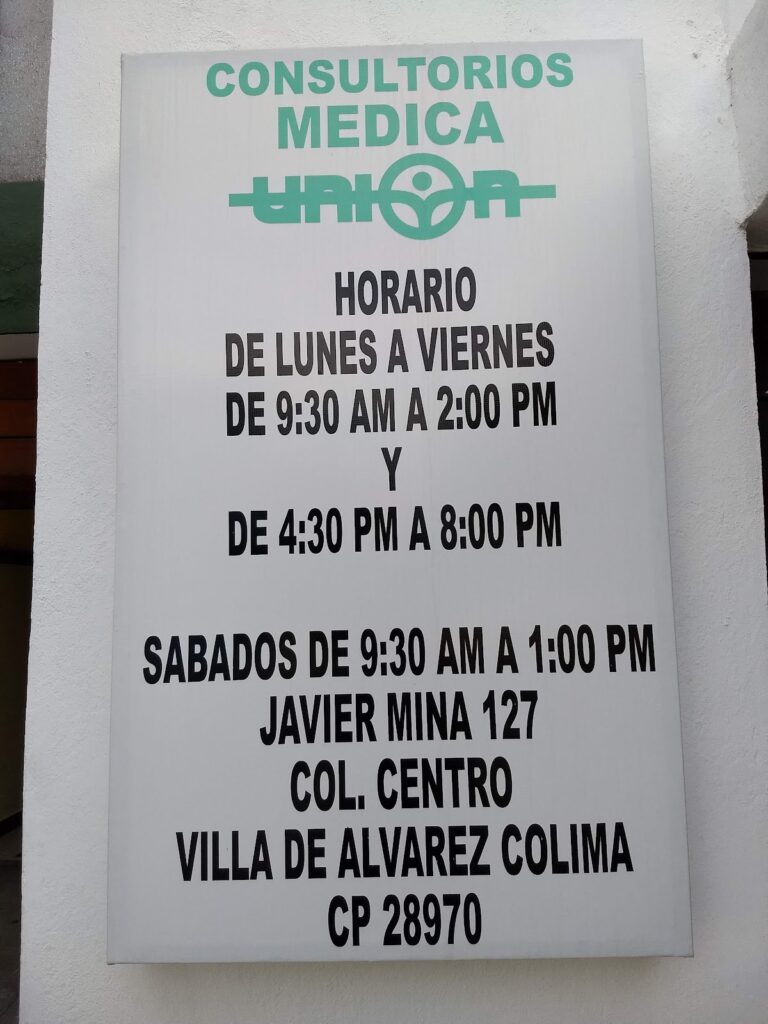 CONSULTORIOS
MEDICA
UNION
HORARIO
DE LUNES A VIERNES
DE 9:30 AM A 2:00 PM
Y
DE 4:30 PM A 8:00 PM
SABADOS DE 9:30 AM A 1:00 PM
JAVIER MINA 127
COL. CENTRO
VILLA DE ALVAREZ COLIMA
CP 28970